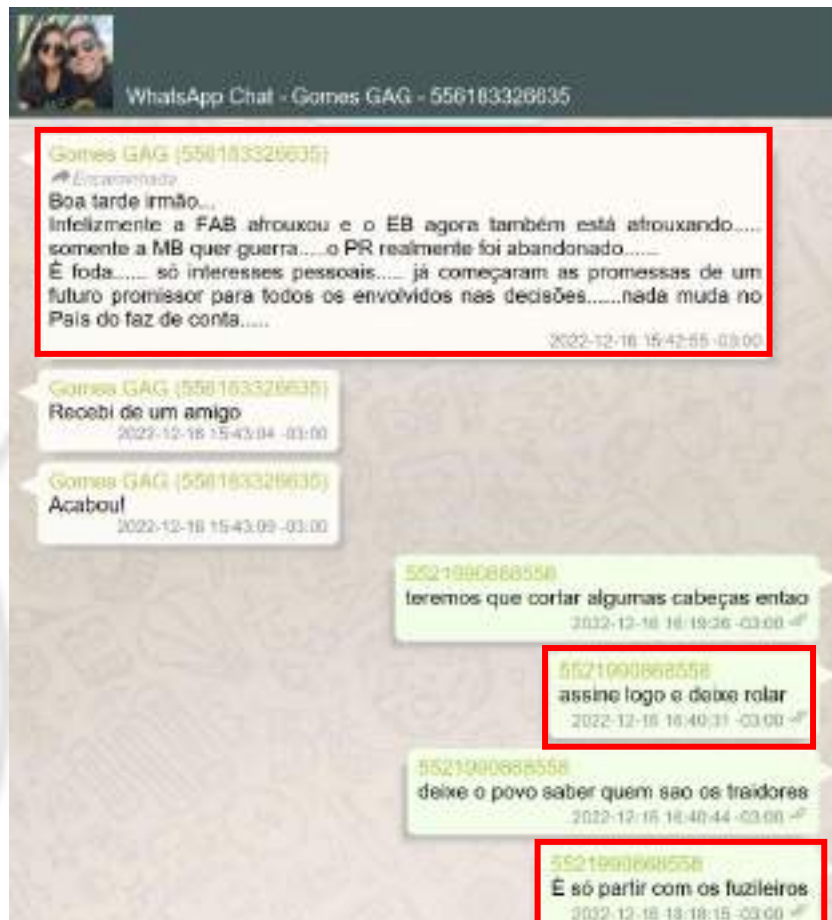 WhatsApp Chat - Gomes GAG - 556183326635
Gomes GAG (556183326635)
Encaminhada
Boa tarde irmão...
Infelizmente a FAB afrouxou e o EB agora também está afrouxando.....
somente a MB quer guerra.....o PR realmente foi abandonado......
É foda...... só interesses pessoais..... já começaram as promessas de um
futuro promissor para todos os envolvidos nas decisões......nada muda no
País do faz de conta.....
2022-12-16 15:42:55 -03:00
Gomes GAG (556183326635)
Recebi de um amigo
2022-12-16 15:43:04 -03:00
Gomes GAG (556183326635)
Acabou!
2022-12-16 15:43:09 -03:00
5521990868558
teremos que cortar algumas cabeças entao
2022-12-16 16:19:26 -03:00
5521990868558
assine logo e deixe rolar
2022-12-16 16:40:31 -03:00
5521990868558
deixe o povo saber quem sao os traidores
2022-12-16 16:40:44 -03:00
5521990868558
É só partir com os fuzileiros
2022-12-16 18:18:15 -03:00